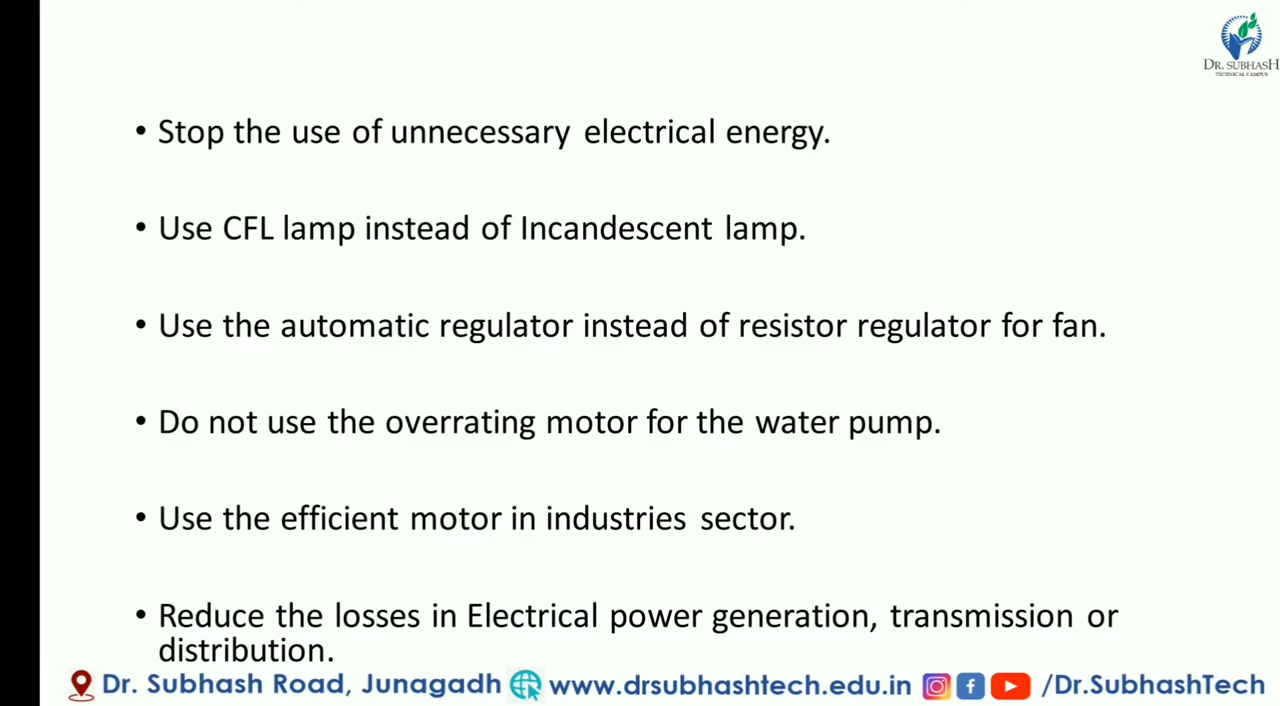 DR. SUBHASH
TECHNICAL CAMPUS
• Stop the use of unnecessary electrical energy.
• Use CFL lamp instead of Incandescent lamp.
• Use the automatic regulator instead of resistor regulator for fan.
• Do not use the overrating motor for the water pump.
• Use the efficient motor in industries sector.
• Reduce the losses in Electrical power generation, transmission or
distribution.
Dr. Subhash Road, Junagadh www.drsubhashtech.edu.in /Dr.SubhashTech